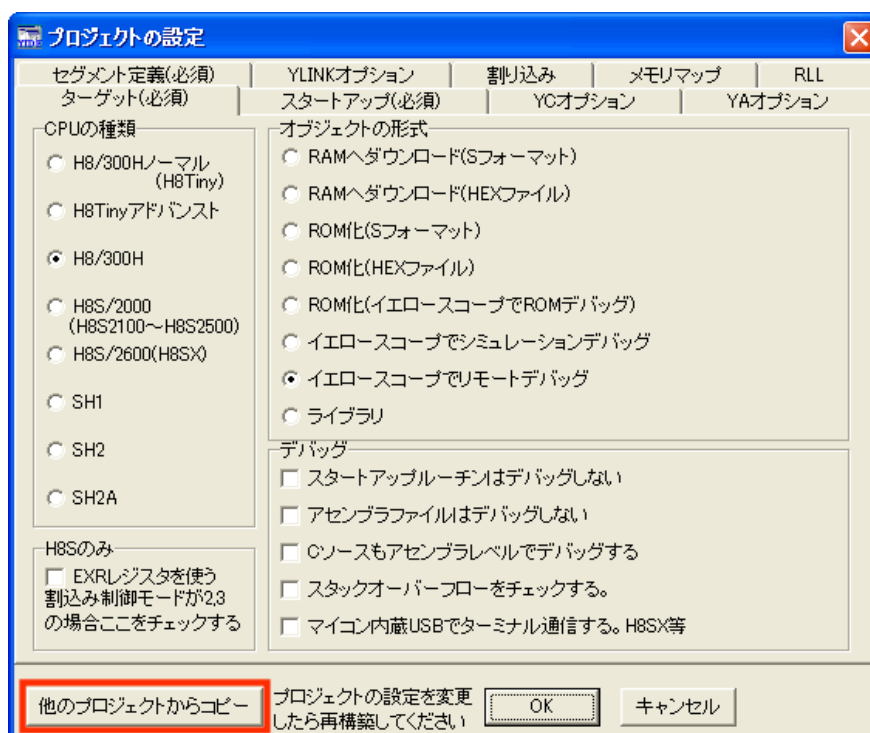 プロジェクトの設定
セグメント定義(必須)
YLINKオプション
割り込み
メモリマップ
RLL
ターゲット(必須)
スタートアップ(必須)
YCオプション
YAオプション
CPUの種類
H8/300Hノーマル
(H8Tiny)
H8Tinyアドバンスト
H8/300H
H8S/2000
(H8S2100～H8S2500)
H8S/2600(H8SX)
SH1
SH2
SH2A
H8Sのみ
EXRレジスタを使う
割込み制御モードが2,3
の場合ここをチェックする
オブジェクトの形式
RAMへダウンロード(Sフォーマット)
RAMへダウンロード(HEXファイル)
ROM化(Sフォーマット)
ROM化(HEXファイル)
ROM化(イエロースコープでROMデバッグ)
イエロースコープでシミュレーションデバッグ
イエロースコープでリモートデバッグ
ライブラリ
デバッグ
スタートアップルーチンはデバッグしない
アセンブラファイルはデバッグしない
Cソースもアセンブラレベルでデバッグする
スタックオーバーフローをチェックする。
マイコン内蔵USBでターミナル通信する。H8SX等
他のプロジェクトからコピー
プロジェクトの設定を変更
したら再構築してください
OK
キャンセル